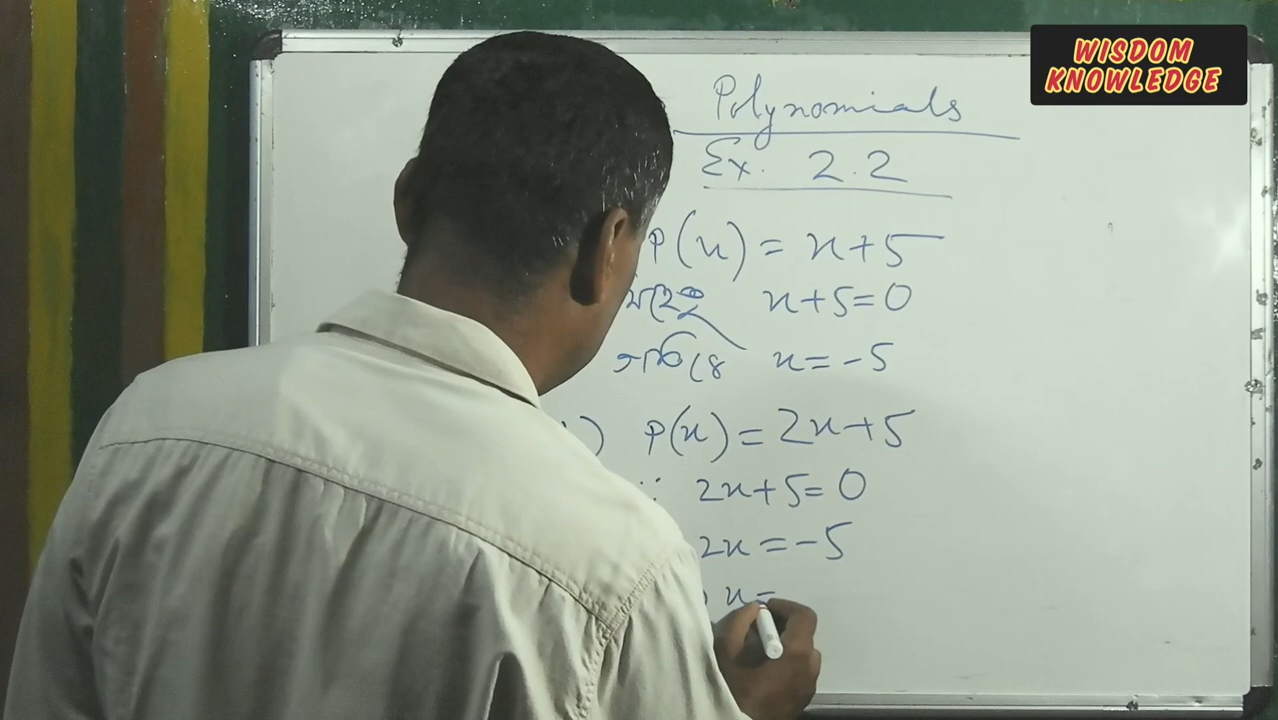 WISDOM
KNOWLEDGE
Polynomials
Ex. 2.2
P(x) = x+5
x+5=0
x = -5
) P(x) = 2x+5
∴ 2x+5=0
2x = -5
x =